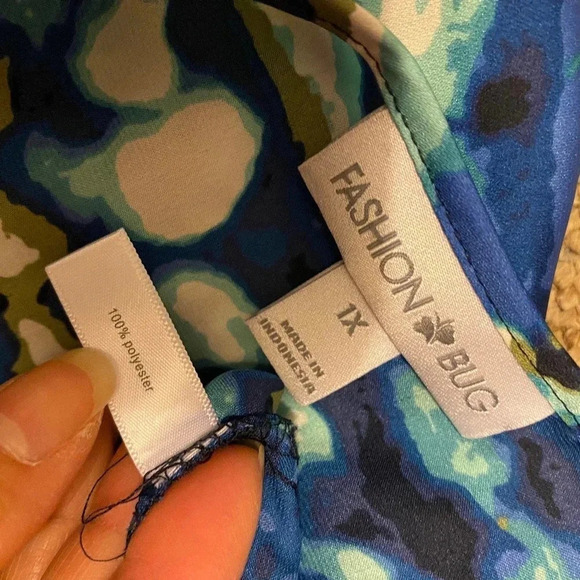 FASHION BUG
1X
MADE IN
INDONESIA
100% polyester